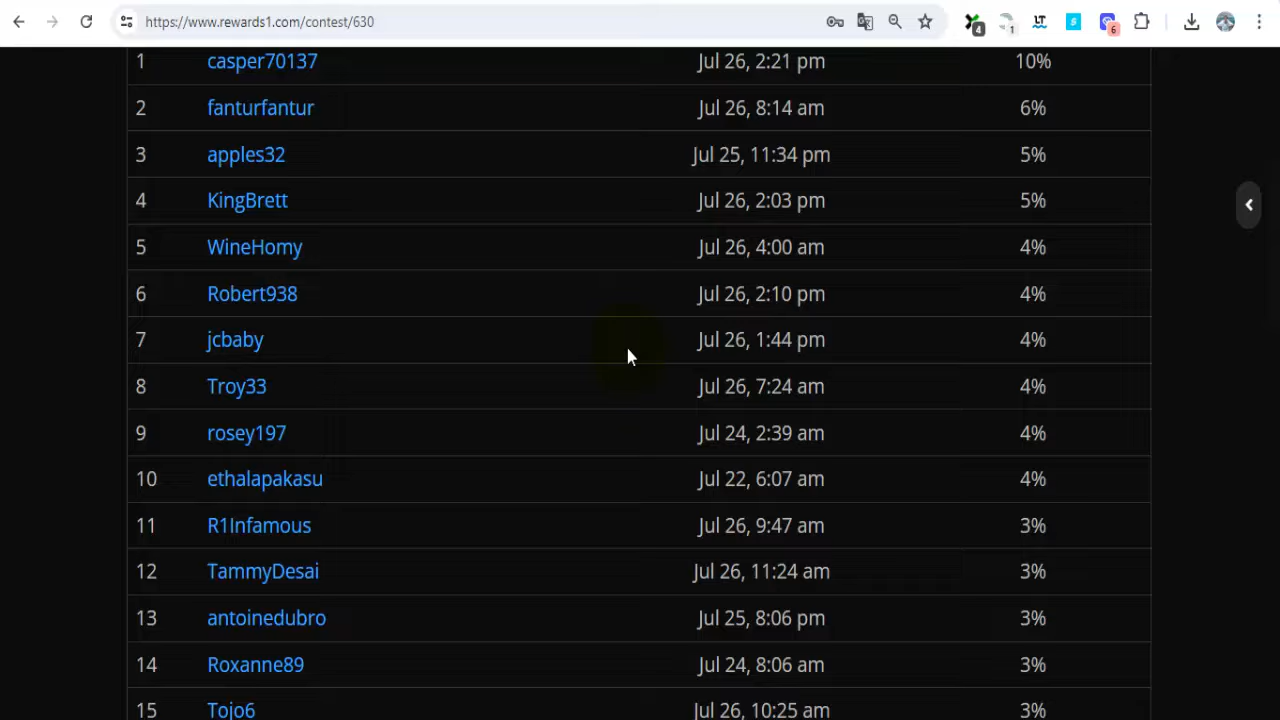 https://www.rewards1.com/contest/630
4
1
LT
6
1 casper70137 Jul 26, 2:21 pm 10%
2 fanturfantur Jul 26, 8:14 am 6%
3 apples32 Jul 25, 11:34 pm 5%
4 KingBrett Jul 26, 2:03 pm 5%
5 WineHomy Jul 26, 4:00 am 4%
6 Robert938 Jul 26, 2:10 pm 4%
7 jcbaby Jul 26, 1:44 pm 4%
8 Troy33 Jul 26, 7:24 am 4%
9 rosey197 Jul 24, 2:39 am 4%
10 ethalapakasu Jul 22, 6:07 am 4%
11 R1Infamous Jul 26, 9:47 am 3%
12 TammyDesai Jul 26, 11:24 am 3%
13 antoinedubro Jul 25, 8:06 pm 3%
14 Roxanne89 Jul 24, 8:06 am 3%
15 Tojo6 Jul 26, 10:25 am 3%